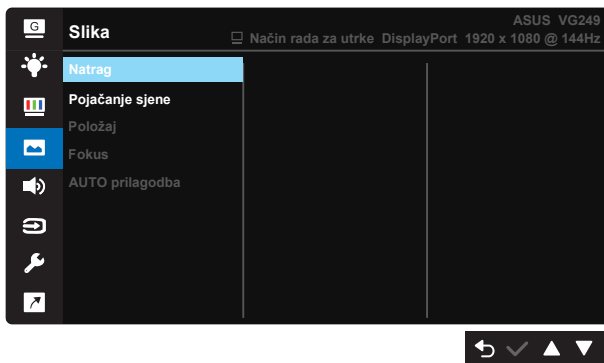 G
Slika
ASUS VG249
Način rada za utrke DisplayPort 1920 x 1080 @ 144Hz
Natrag
Pojačanje sjene
Položaj
Fokus
AUTO prilagodba